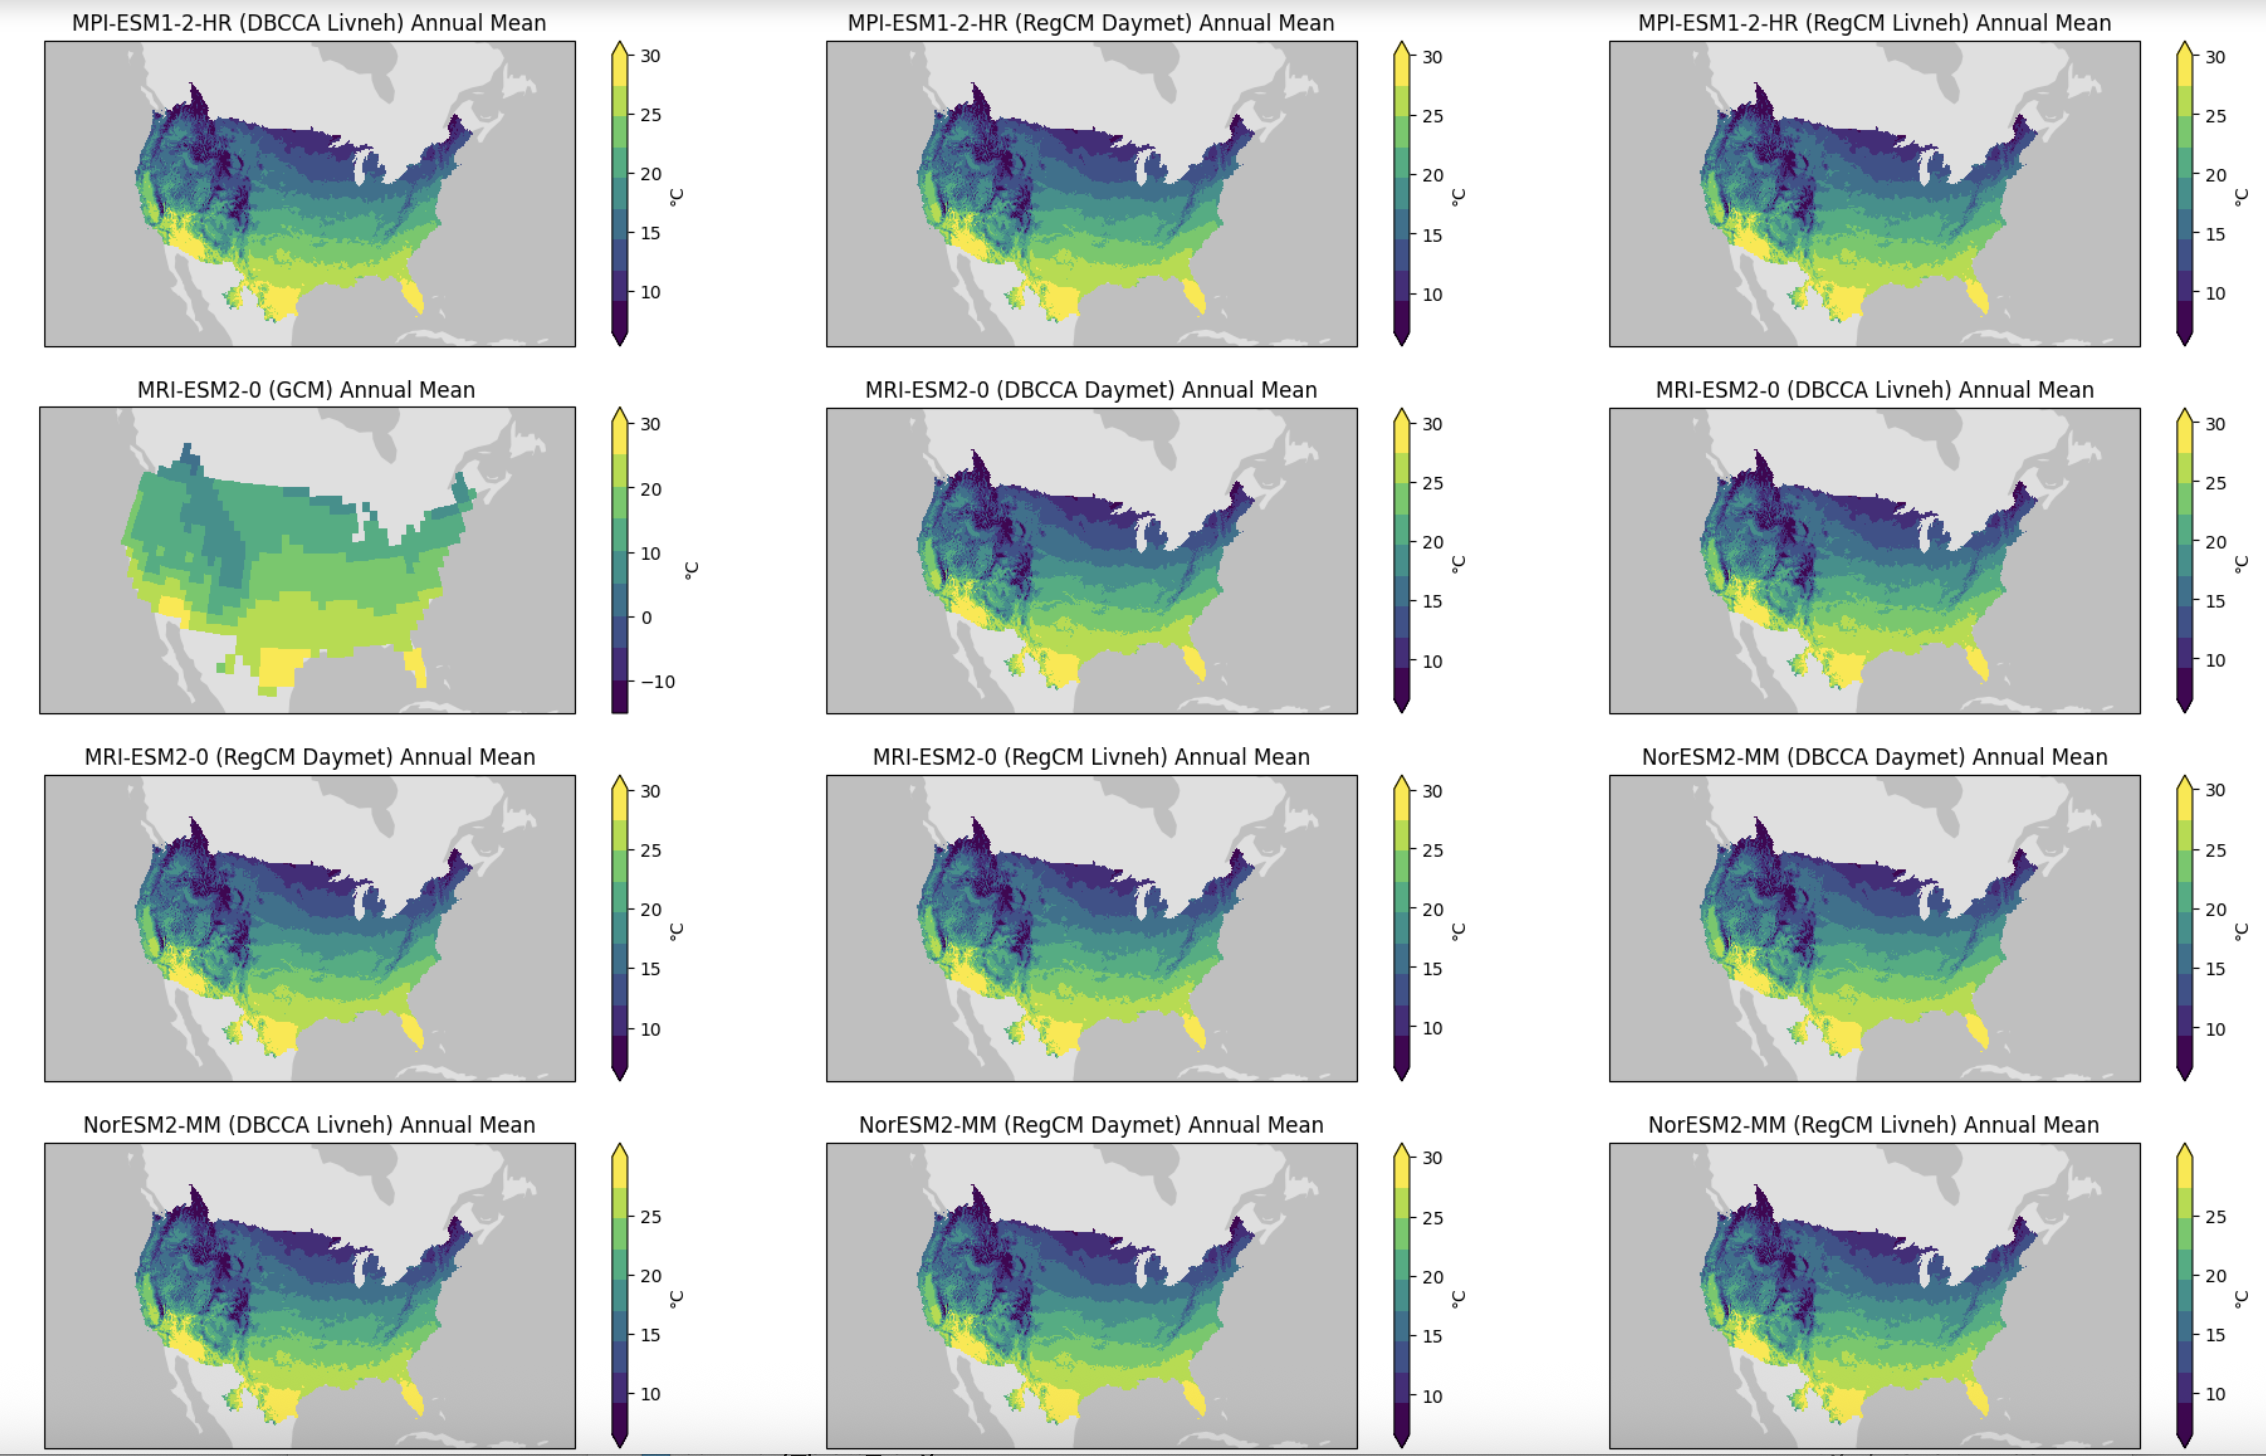 MPI-ESM1-2-HR (DBCCA Livneh) Annual Mean
30
25
20
15
10
°C
MPI-ESM1-2-HR (RegCM Daymet) Annual Mean
30
25
20
15
10
°C
MPI-ESM1-2-HR (RegCM Livneh) Annual Mean
30
25
20
15
10
°C
MRI-ESM2-0 (GCM) Annual Mean
30
20
10
0
−10
°C
MRI-ESM2-0 (DBCCA Daymet) Annual Mean
30
25
20
15
10
°C
MRI-ESM2-0 (DBCCA Livneh) Annual Mean
30
25
20
15
10
°C
MRI-ESM2-0 (RegCM Daymet) Annual Mean
30
25
20
15
10
°C
MRI-ESM2-0 (RegCM Livneh) Annual Mean
30
25
20
15
10
°C
NorESM2-MM (DBCCA Daymet) Annual Mean
30
25
20
15
10
°C
NorESM2-MM (DBCCA Livneh) Annual Mean
25
20
15
10
°C
NorESM2-MM (RegCM Daymet) Annual Mean
30
25
20
15
10
°C
NorESM2-MM (RegCM Livneh) Annual Mean
25
20
15
10
°C